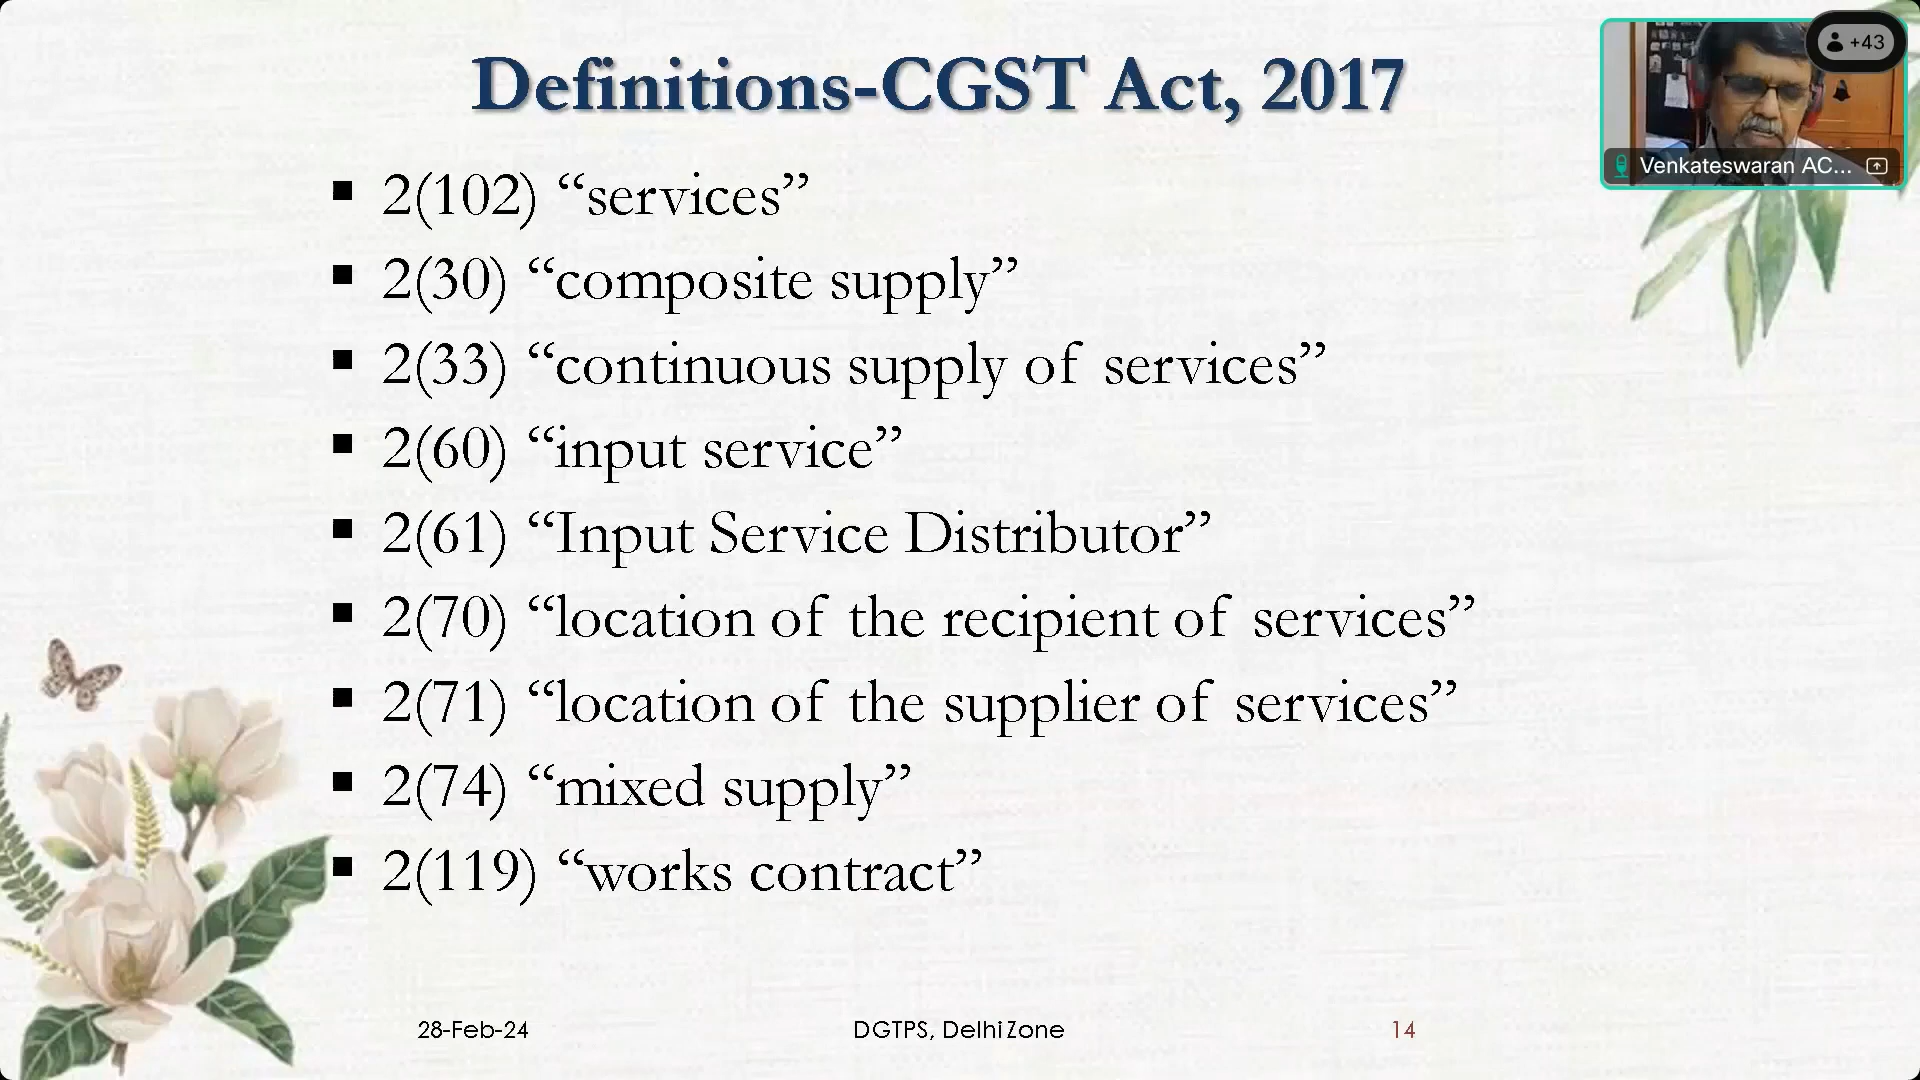 Definitions-CGST Act, 2017
+43
Venkateswaran AC...
▪ 2(102) “services”
▪ 2(30) “composite supply”
▪ 2(33) “continuous supply of services”
▪ 2(60) “input service”
▪ 2(61) “Input Service Distributor”
▪ 2(70) “location of the recipient of services”
▪ 2(71) “location of the supplier of services”
▪ 2(74) “mixed supply”
▪ 2(119) “works contract”
28-Feb-24 DGTPS, Delhi Zone 14